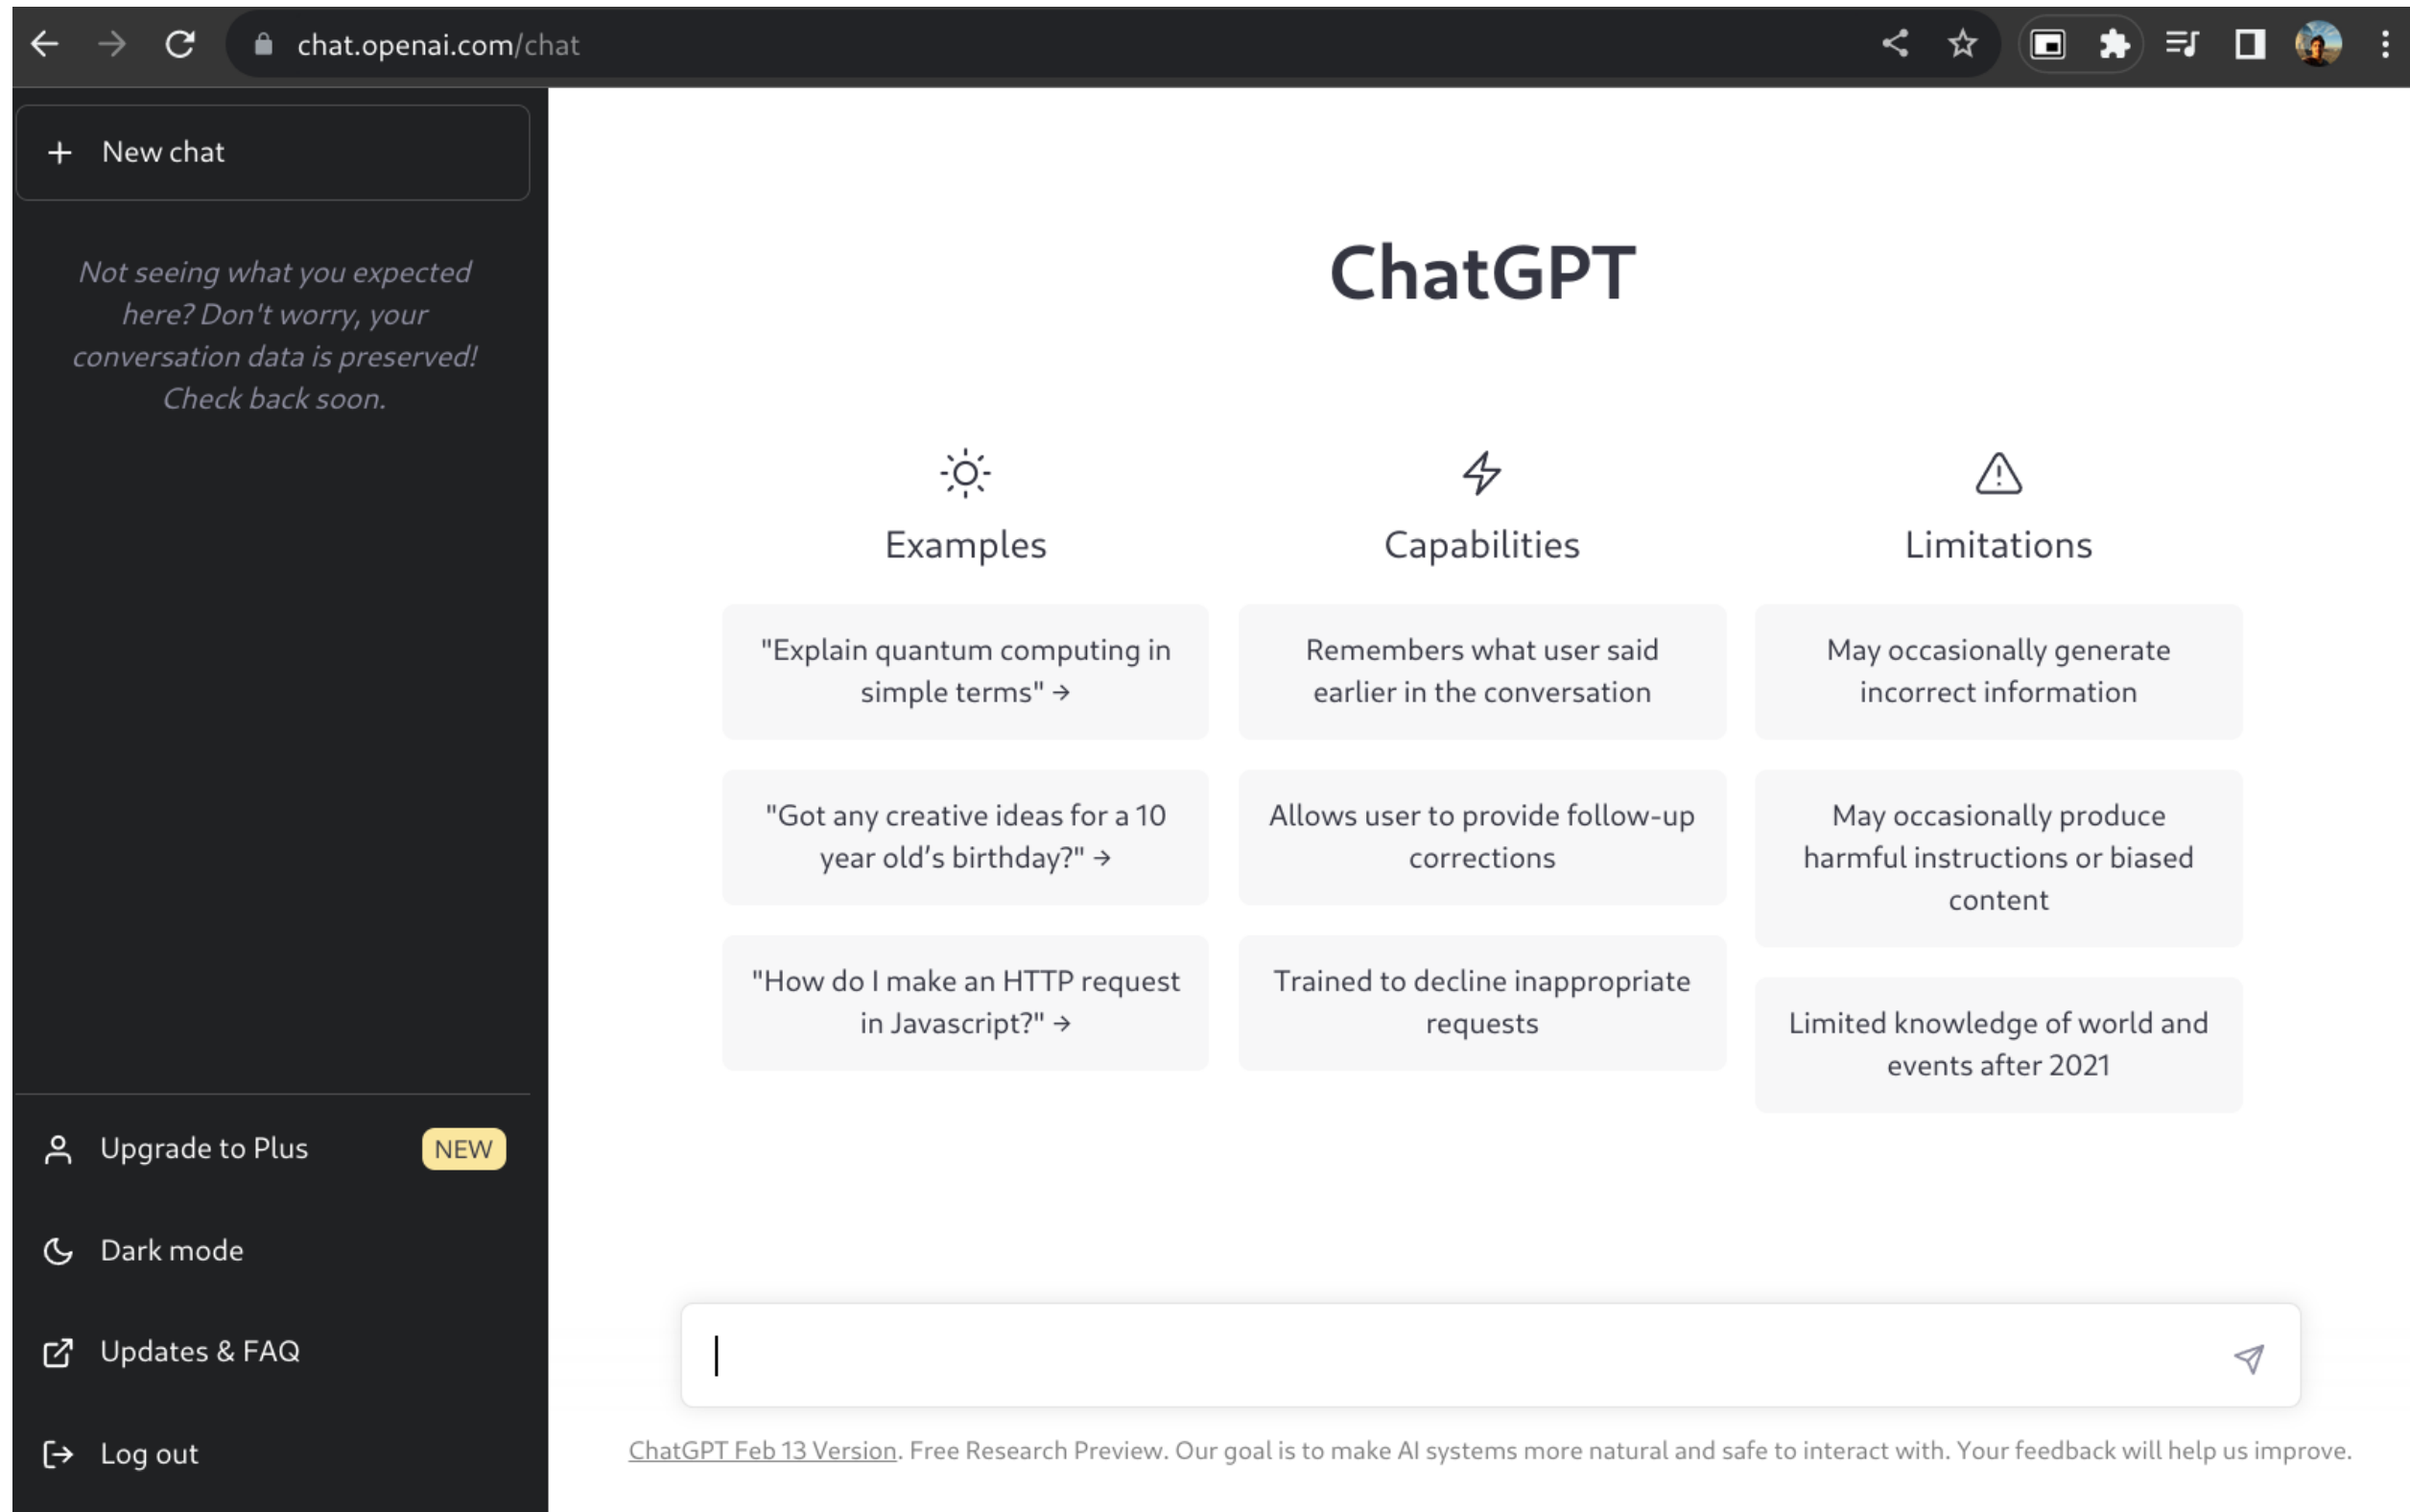 chat.openai.com/chat
New chat
Not seeing what you expected
here? Don't worry, your
conversation data is preserved!
Check back soon.
Upgrade to Plus NEW
Dark mode
Updates & FAQ
Log out
ChatGPT
Examples
"Explain quantum computing in
simple terms" →
"Got any creative ideas for a 10
year old’s birthday?" →
"How do I make an HTTP request
in Javascript?" →
Capabilities
Remembers what user said
earlier in the conversation
Allows user to provide follow-up
corrections
Trained to decline inappropriate
requests
Limitations
May occasionally generate
incorrect information
May occasionally produce
harmful instructions or biased
content
Limited knowledge of world and
events after 2021
ChatGPT Feb 13 Version. Free Research Preview. Our goal is to make AI systems more natural and safe to interact with. Your feedback will help us improve.